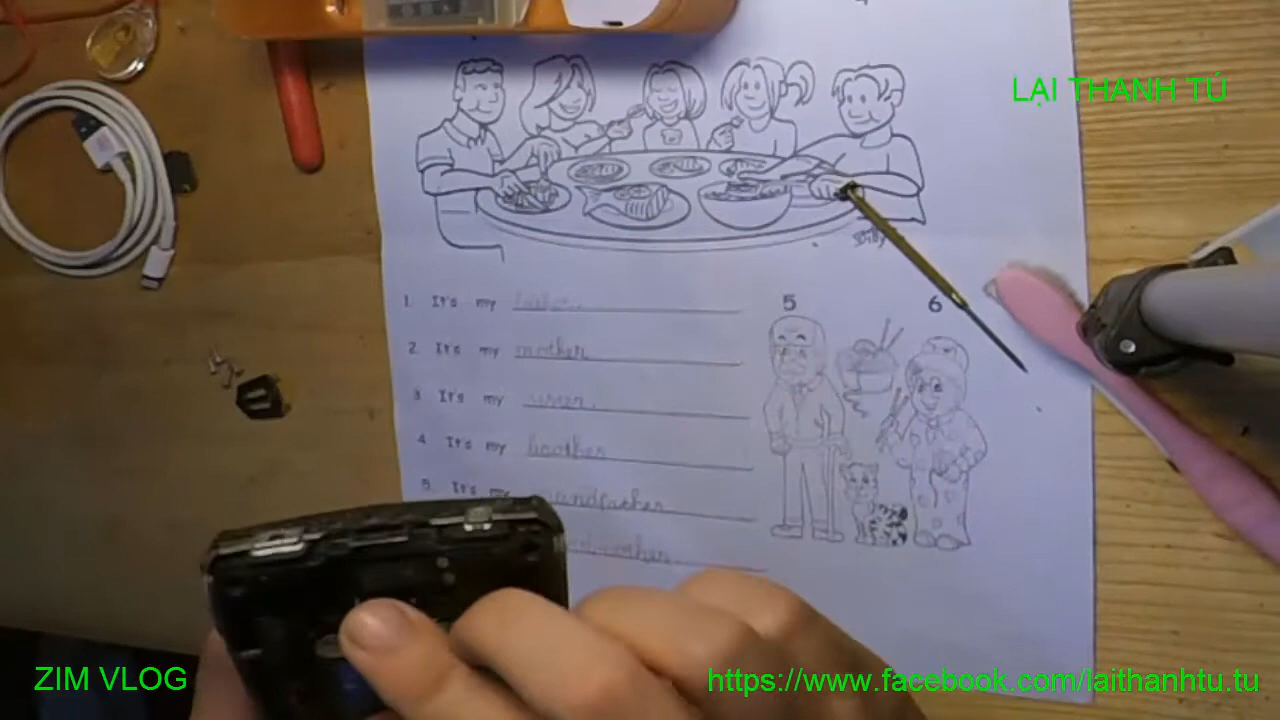 LẠI THANH TÚ
Dilly
1. It's my father.
2. It's my mother
3. It's my sister.
4. It's my brother
5. It's my grandfather
5
6
ZIM VLOG
https://www.facebook.com/laithanhtu.tu